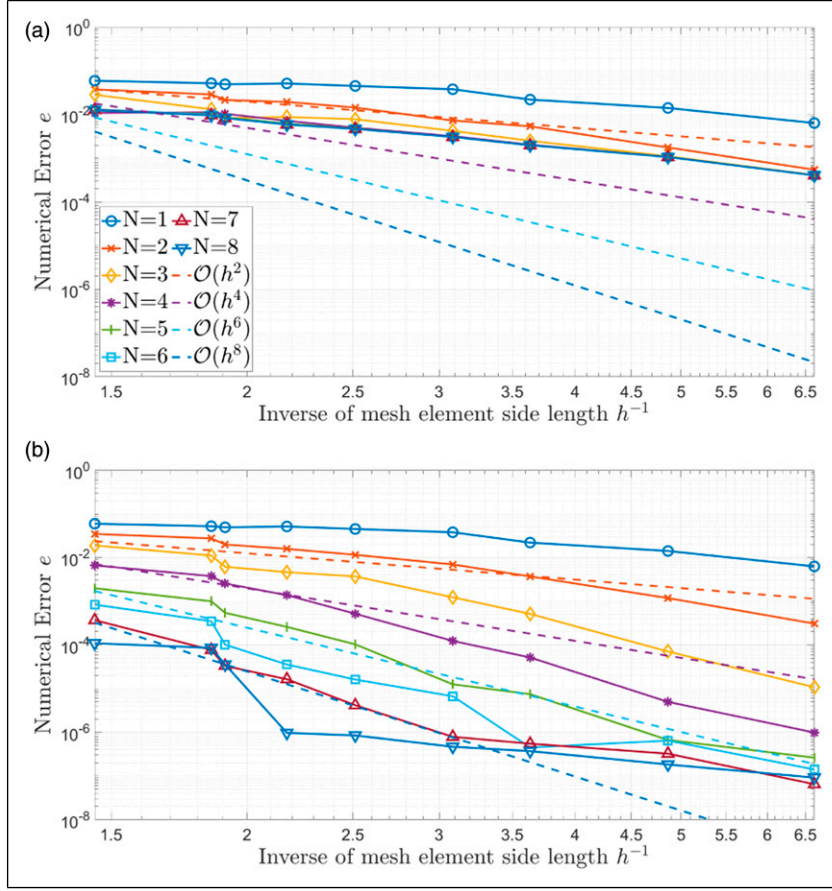 (a)
10^0
10^-2
10^-4
10^-6
10^-8
Numerical Error e
N=1 N=7
N=2 N=8
N=3 O(h^2)
N=4 O(h^4)
N=5 O(h^6)
N=6 O(h^8)
1.5 2 2.5 3 3.5 4 4.5 5 5.5 6 6.5
Inverse of mesh element side length h^-1
(b)
10^0
10^-2
10^-4
10^-6
10^-8
Numerical Error e
1.5 2 2.5 3 3.5 4 4.5 5 5.5 6 6.5
Inverse of mesh element side length h^-1